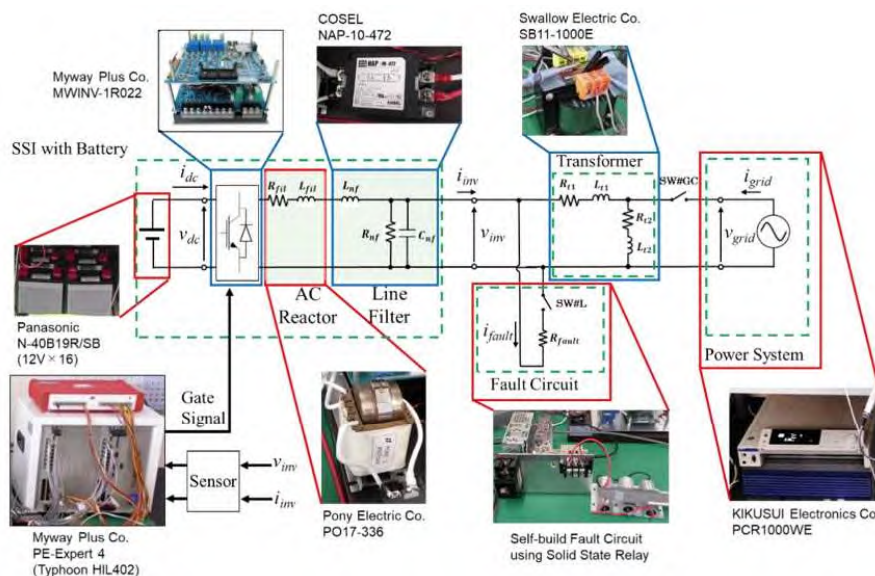 COSEL
NAP-10-472
Swallow Electric Co.
SB11-1000E
Myway Plus Co.
MWINV-1R022
SSI with Battery
Transformer
i_dc
R_fil
L_fil
L_nf
i_inv
R_t1
L_t1
SW#GC
i_grid
v_dc
R_nf
C_nf
v_inv
R_t2
L_t2
v_grid
AC
Reactor
Line
Filter
SW#L
i_fault
R_fault
Fault Circuit
Power System
Panasonic
N-40B19R/SB
(12V × 16)
Gate
Signal
Sensor
v_inv
i_inv
Myway Plus Co.
PE-Expert 4
(Typhoon HIL402)
Pony Electric Co.
PO17-336
Self-build Fault Circuit
using Solid State Relay
KIKUSUI Electronics Co
PCR1000WE